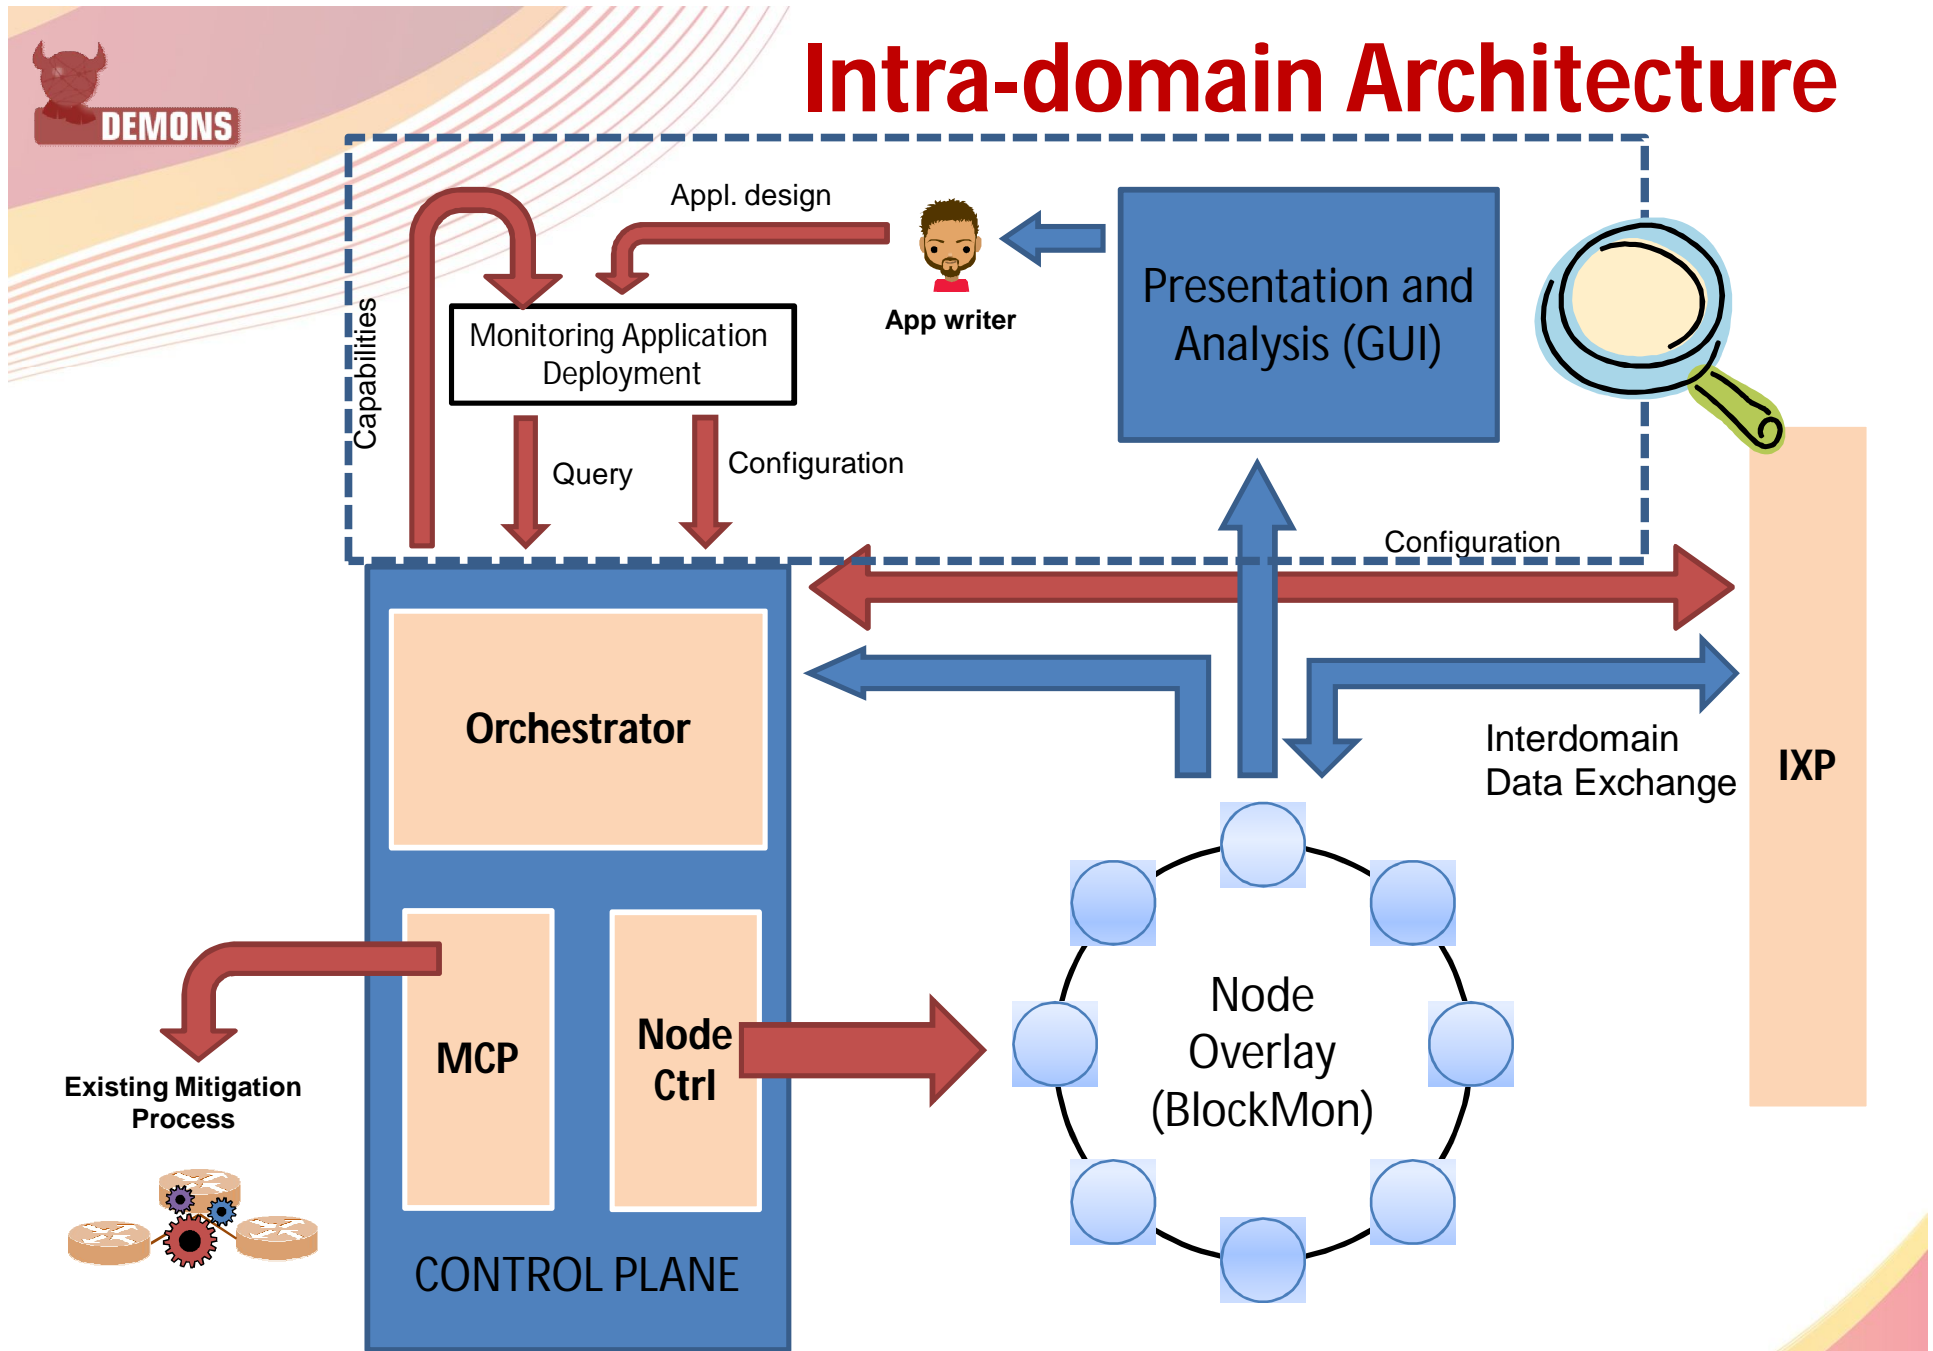 Intra-domain Architecture
DEMONS
Appl. design
App writer
Presentation and
Analysis (GUI)
Capabilities
Monitoring Application
Deployment
Query
Configuration
Configuration
Orchestrator
Interdomain
Data Exchange
IXP
MCP
Node
Ctrl
Node
Overlay
(BlockMon)
Existing Mitigation
Process
CONTROL PLANE